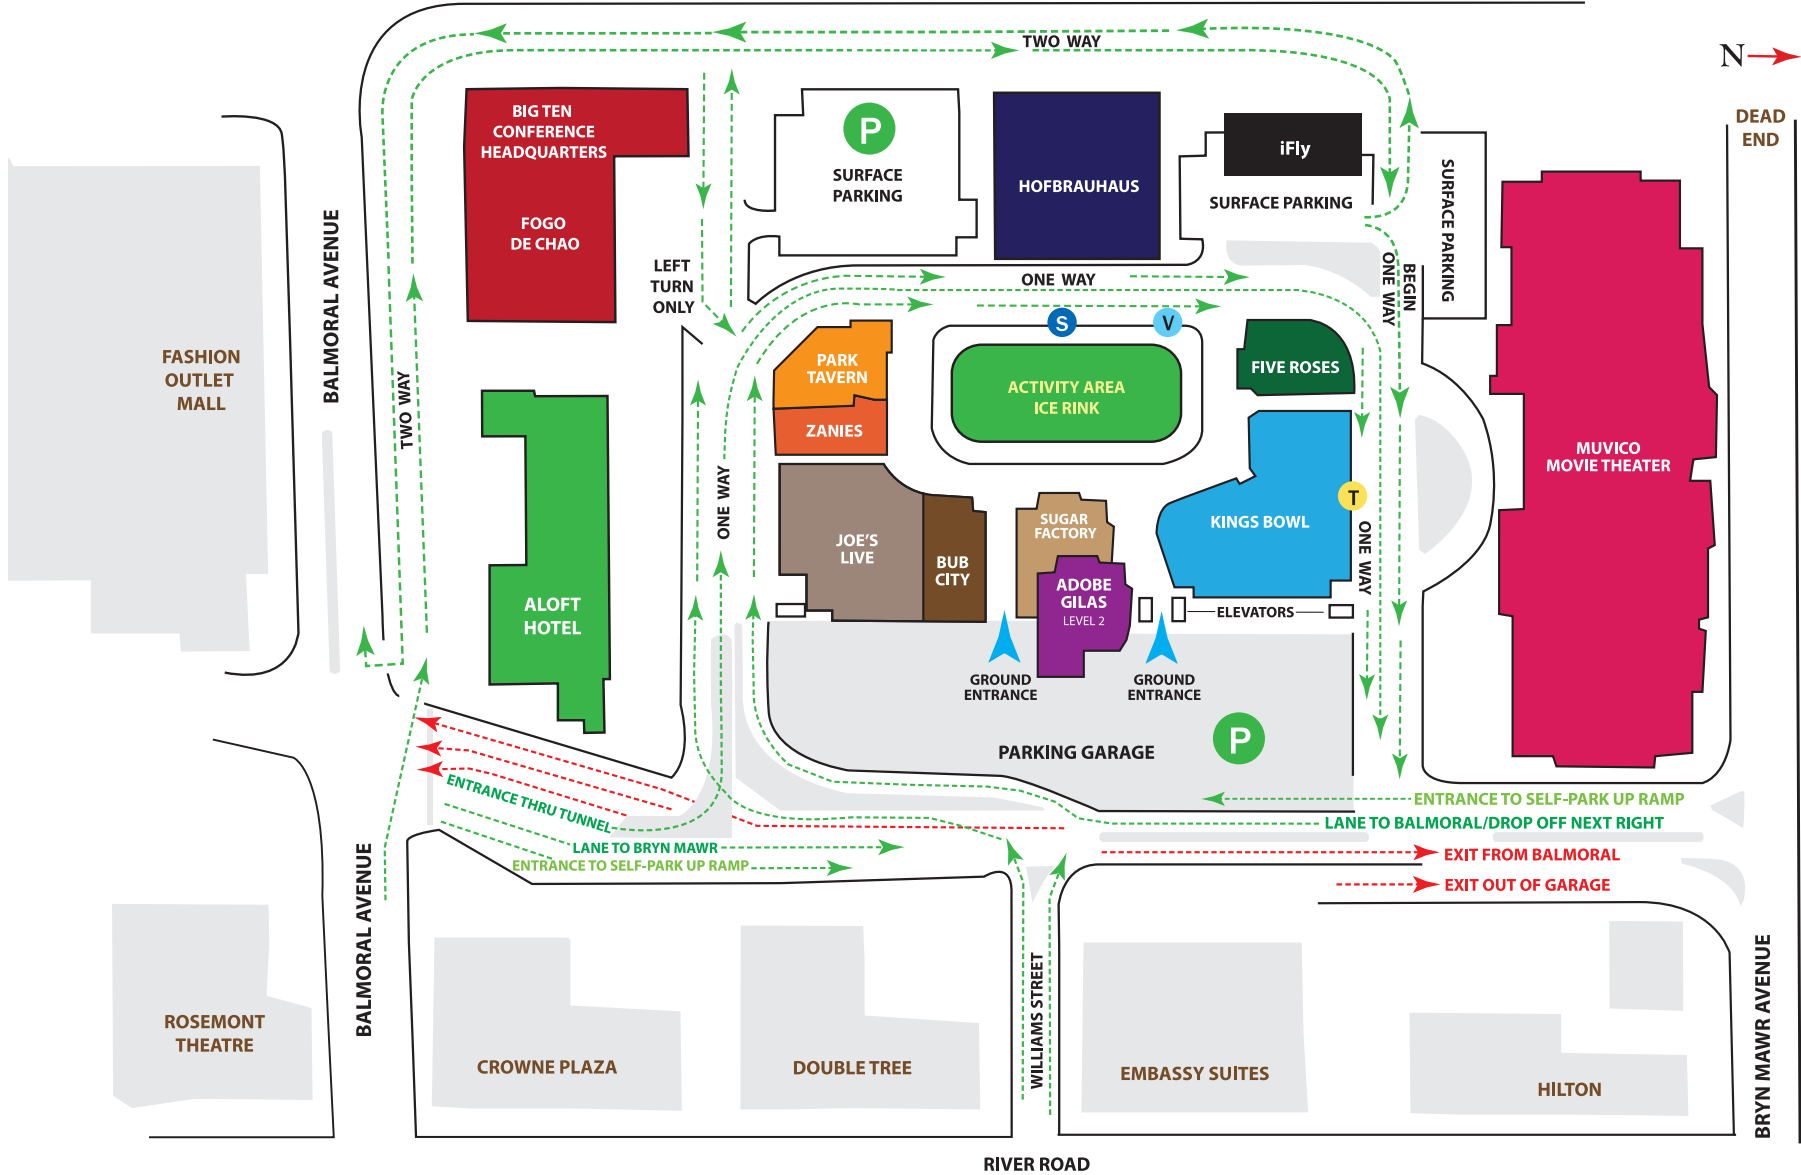 TWO WAY
N
DEAD
END
BIG TEN
CONFERENCE
HEADQUARTERS
FOGO
DE CHAO
P
SURFACE
PARKING
HOFBRAUHAUS
iFly
SURFACE PARKING
SURFACE PARKING
BALMORAL AVENUE
LEFT
TURN
ONLY
ONE WAY
BEGIN
ONE WAY
S
V
FASHION
OUTLET
MALL
TWO WAY
PARK
TAVERN
ZANIES
ACTIVITY AREA
ICE RINK
FIVE ROSES
MUVICO
MOVIE THEATER
ONE WAY
JOE'S
LIVE
BUB
CITY
SUGAR
FACTORY
ADOBE
GILAS
LEVEL 2
KINGS BOWL
T
ONE WAY
ELEVATORS
ALOFT
HOTEL
GROUND
ENTRANCE
GROUND
ENTRANCE
PARKING GARAGE
P
ENTRANCE THRU TUNNEL
LANE TO BRYN MAWR
ENTRANCE TO SELF-PARK UP RAMP
ENTRANCE TO SELF-PARK UP RAMP
LANE TO BALMORAL/DROP OFF NEXT RIGHT
EXIT FROM BALMORAL
EXIT OUT OF GARAGE
BALMORAL AVENUE
WILLIAMS STREET
BRYN MAWR AVENUE
ROSEMONT
THEATRE
CROWNE PLAZA
DOUBLE TREE
EMBASSY SUITES
HILTON
RIVER ROAD